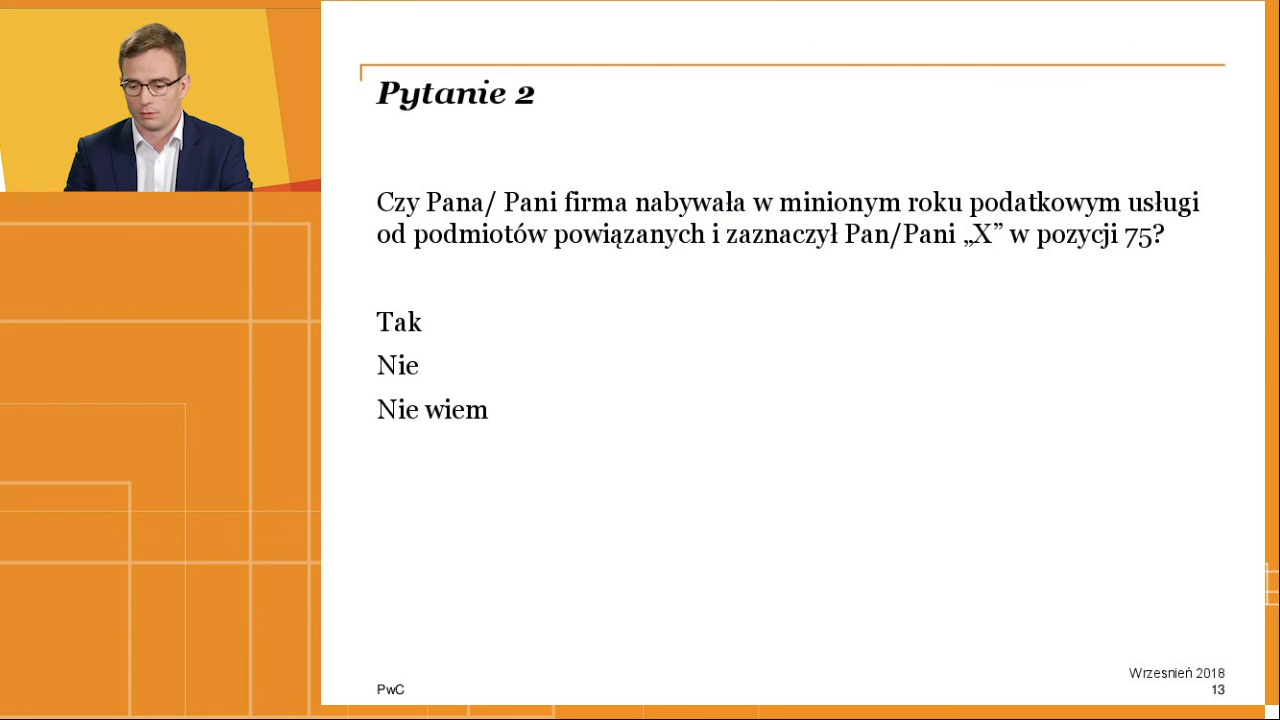 Pytanie 2
Czy Pana/ Pani firma nabywała w minionym roku podatkowym usługi
od podmiotów powiązanych i zaznaczył Pan/Pani „X” w pozycji 75?
Tak
Nie
Nie wiem
Wrzesnień 2018
PwC
13